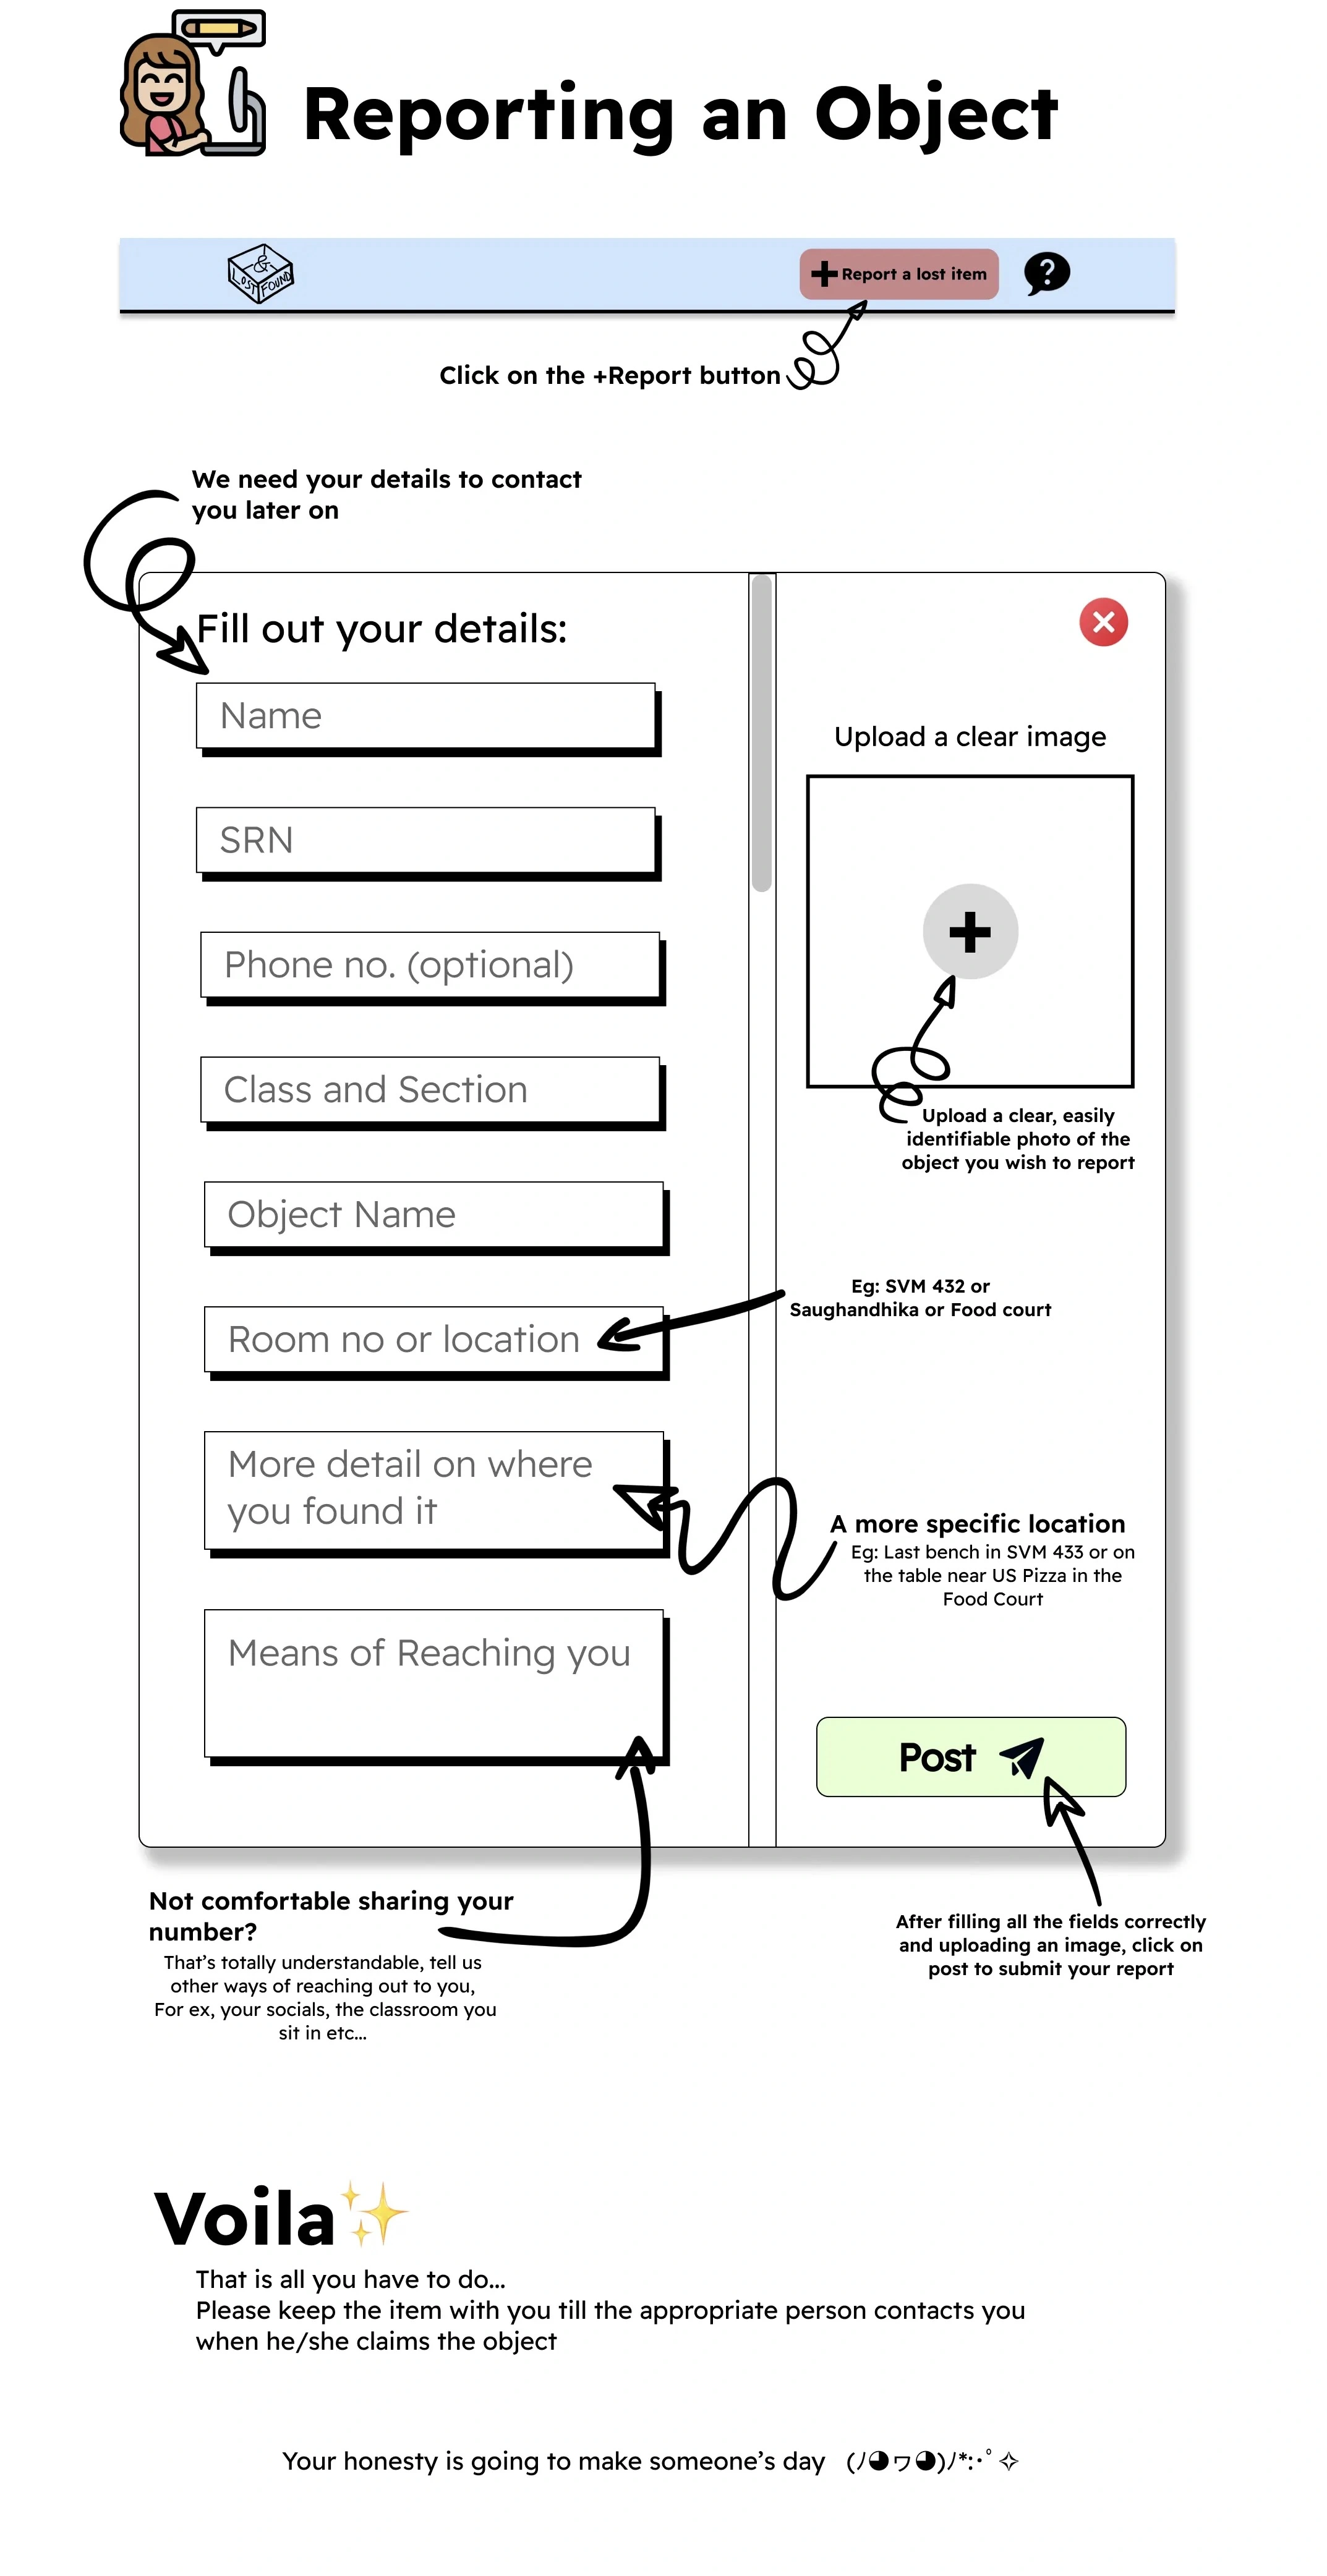 Reporting an Object
LOST & FOUND
Report a lost item
?
Click on the +Report button
We need your details to contact
you later on
Fill out your details:
Name
SRN
Phone no. (optional)
Class and Section
Object Name
Room no or location
More detail on where
you found it
Means of Reaching you
Upload a clear image
+
Upload a clear, easily
identifiable photo of the
object you wish to report
Eg: SVM 432 or
Saughandhika or Food court
A more specific location
Eg: Last bench in SVM 433 or on
the table near US Pizza in the
Food Court
Post
Not comfortable sharing your
number?
That's totally understandable, tell us
other ways of reaching out to you,
For ex, your socials, the classroom you
sit in etc...
After filling all the fields correctly
and uploading an image, click on
post to submit your report
Voila✨
That is all you have to do...
Please keep the item with you till the appropriate person contacts you
when he/she claims the object
Your honesty is going to make someone's day (ﾉ◕ヮ◕)ﾉ*:･ﾟ✧